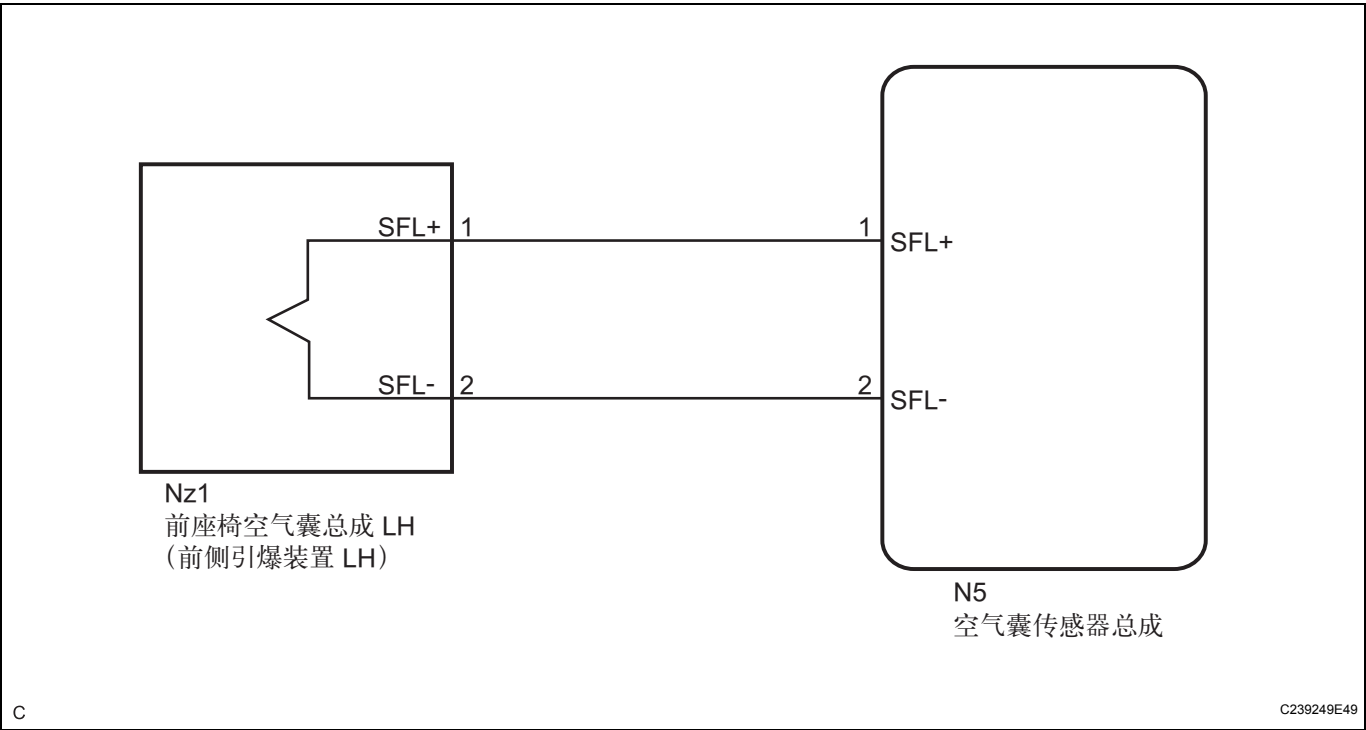 SFL+ 1
1 SFL+
SFL- 2
2 SFL-
Nz1
前座椅空气囊总成 LH
（前侧引爆装置 LH）
N5
空气囊传感器总成
C
C239249E49